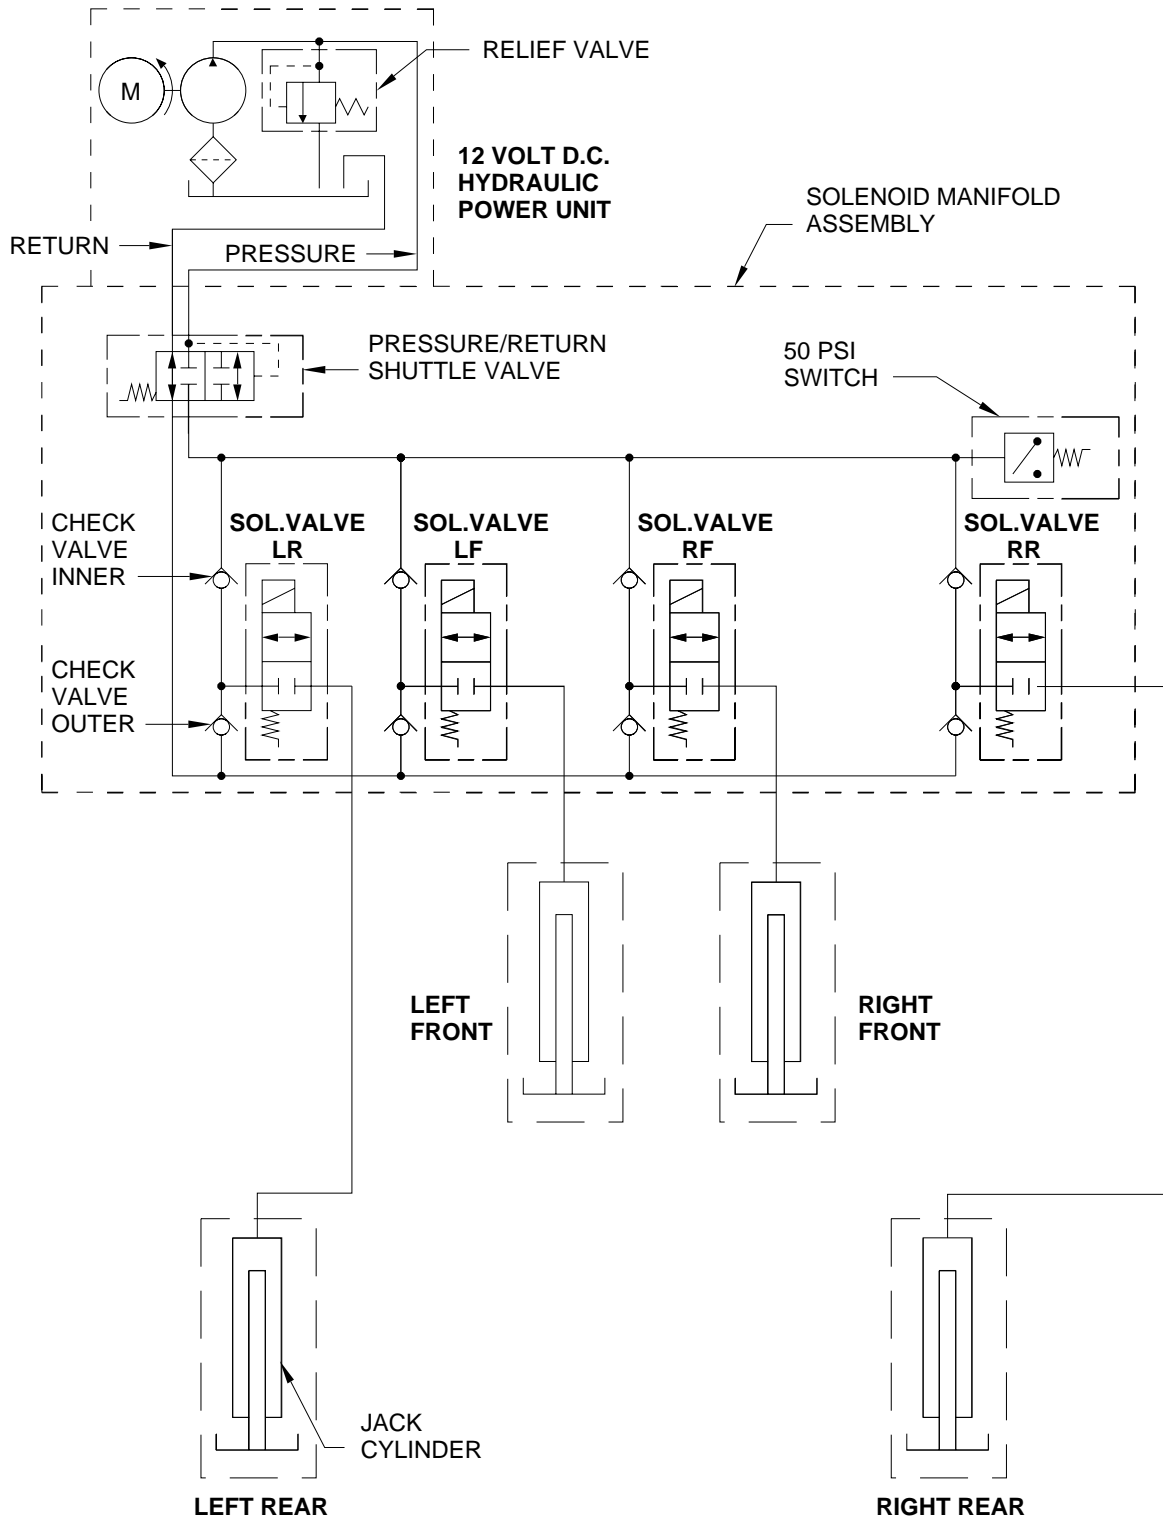 RELIEF VALVE
M
12 VOLT D.C.
HYDRAULIC
POWER UNIT
SOLENOID MANIFOLD
ASSEMBLY
RETURN
PRESSURE
PRESSURE/RETURN
SHUTTLE VALVE
50 PSI
SWITCH
CHECK
VALVE
INNER
SOL.VALVE
LR
SOL.VALVE
LF
SOL.VALVE
RF
SOL.VALVE
RR
CHECK
VALVE
OUTER
LEFT
FRONT
RIGHT
FRONT
JACK
CYLINDER
LEFT REAR
RIGHT REAR